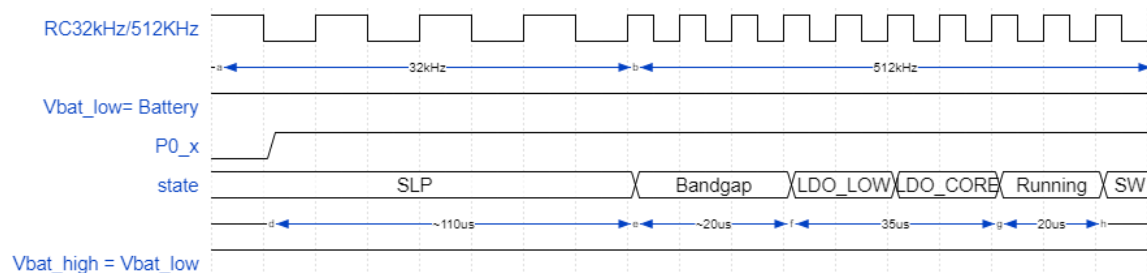 RC32kHz/512KHz
a 32kHz b 512kHz
Vbat_low= Battery
P0_x
state SLP Bandgap LDO_LOW LDO_CORE Running SW
d ~110us e ~20us f 35us g 20us h
Vbat_high = Vbat_low